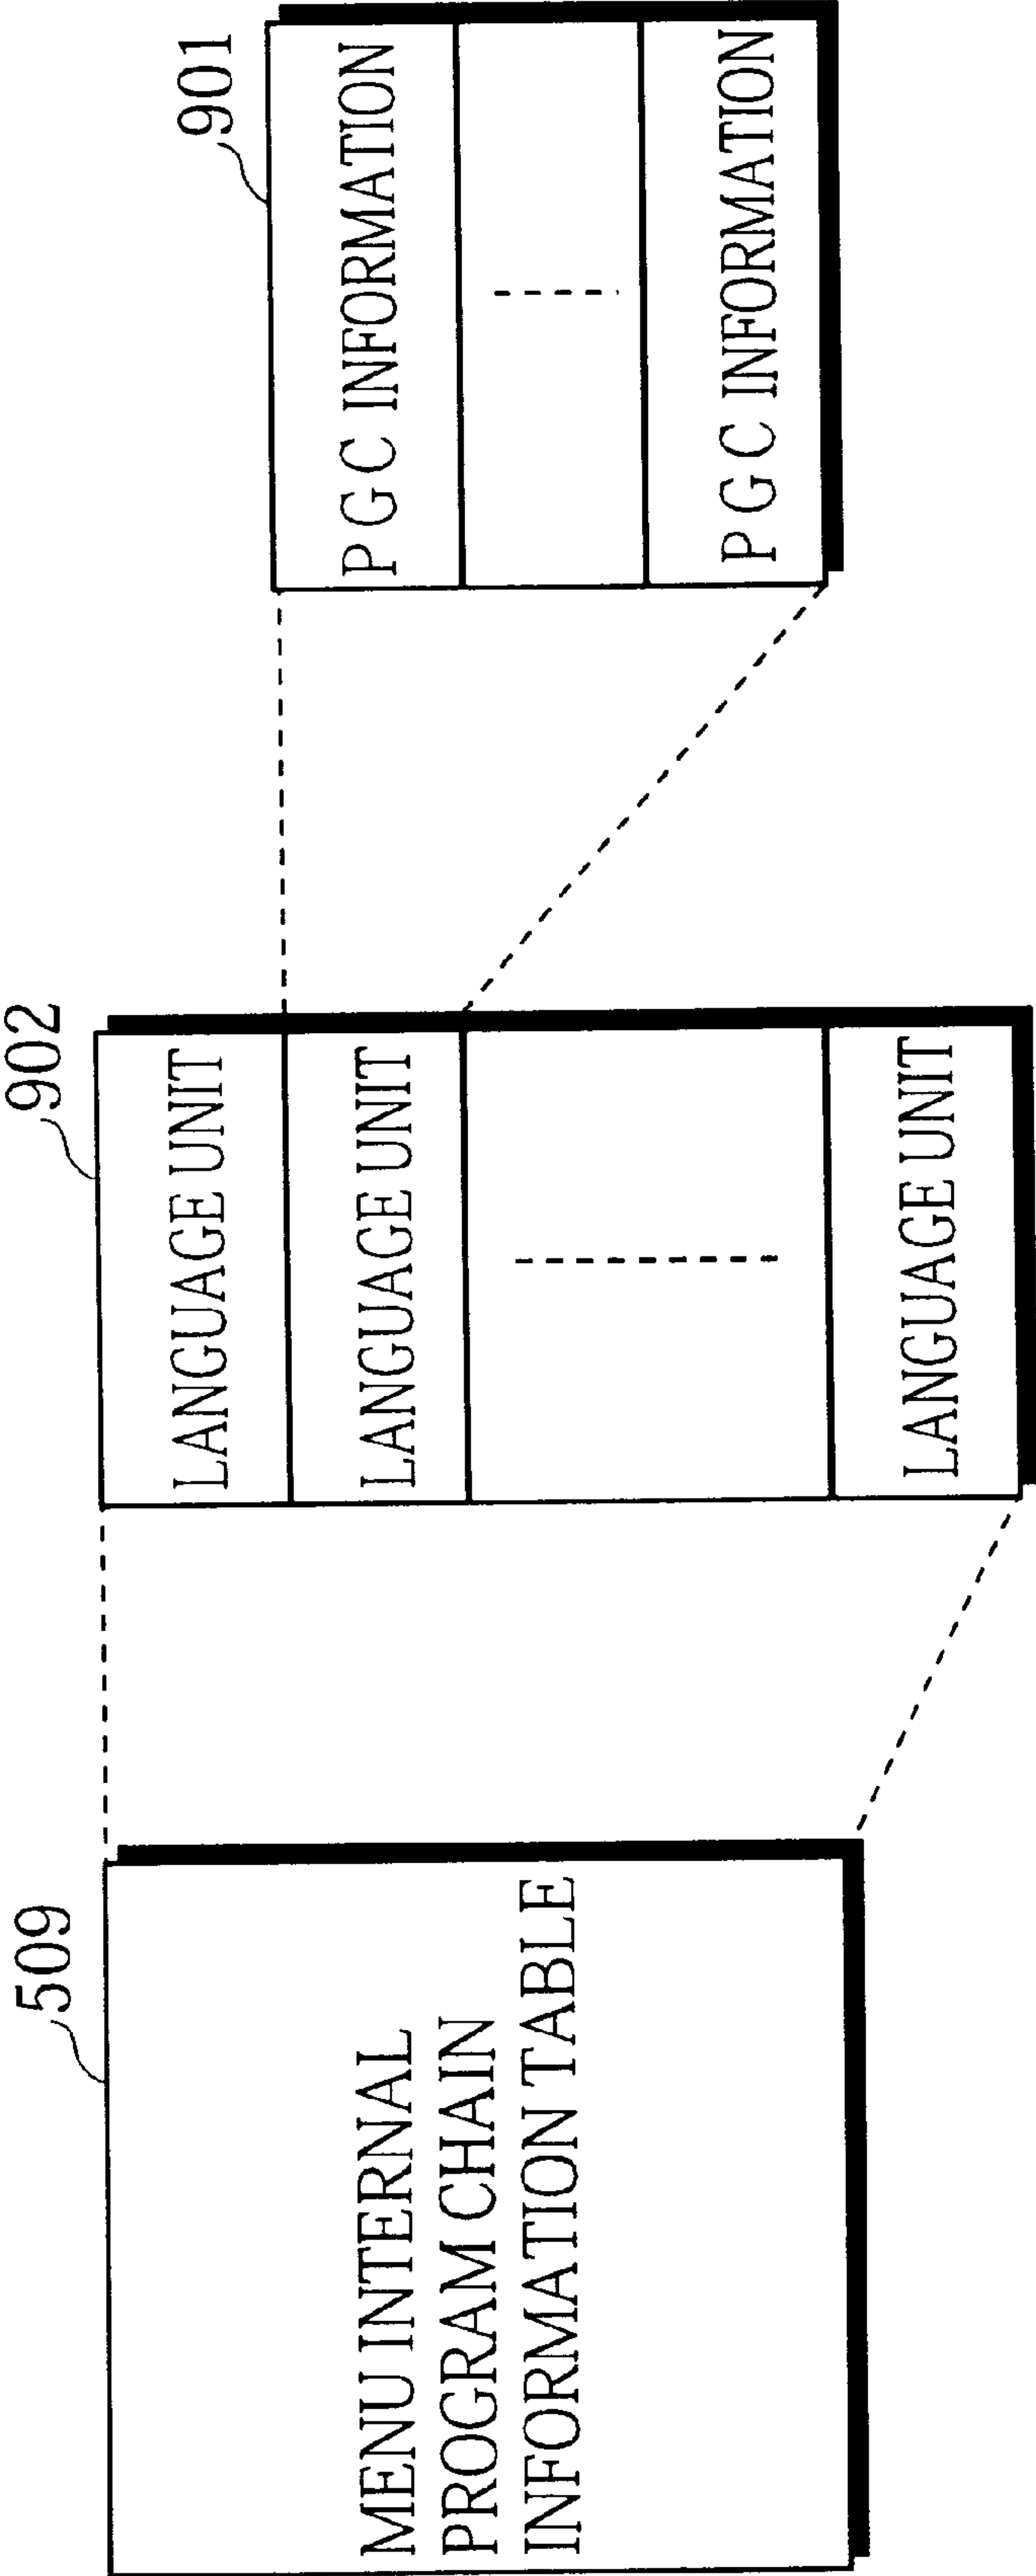 509
MENU INTERNAL
PROGRAM CHAIN
INFORMATION TABLE
902
LANGUAGE UNIT
LANGUAGE UNIT
LANGUAGE UNIT
901
P G C INFORMATION
P G C INFORMATION